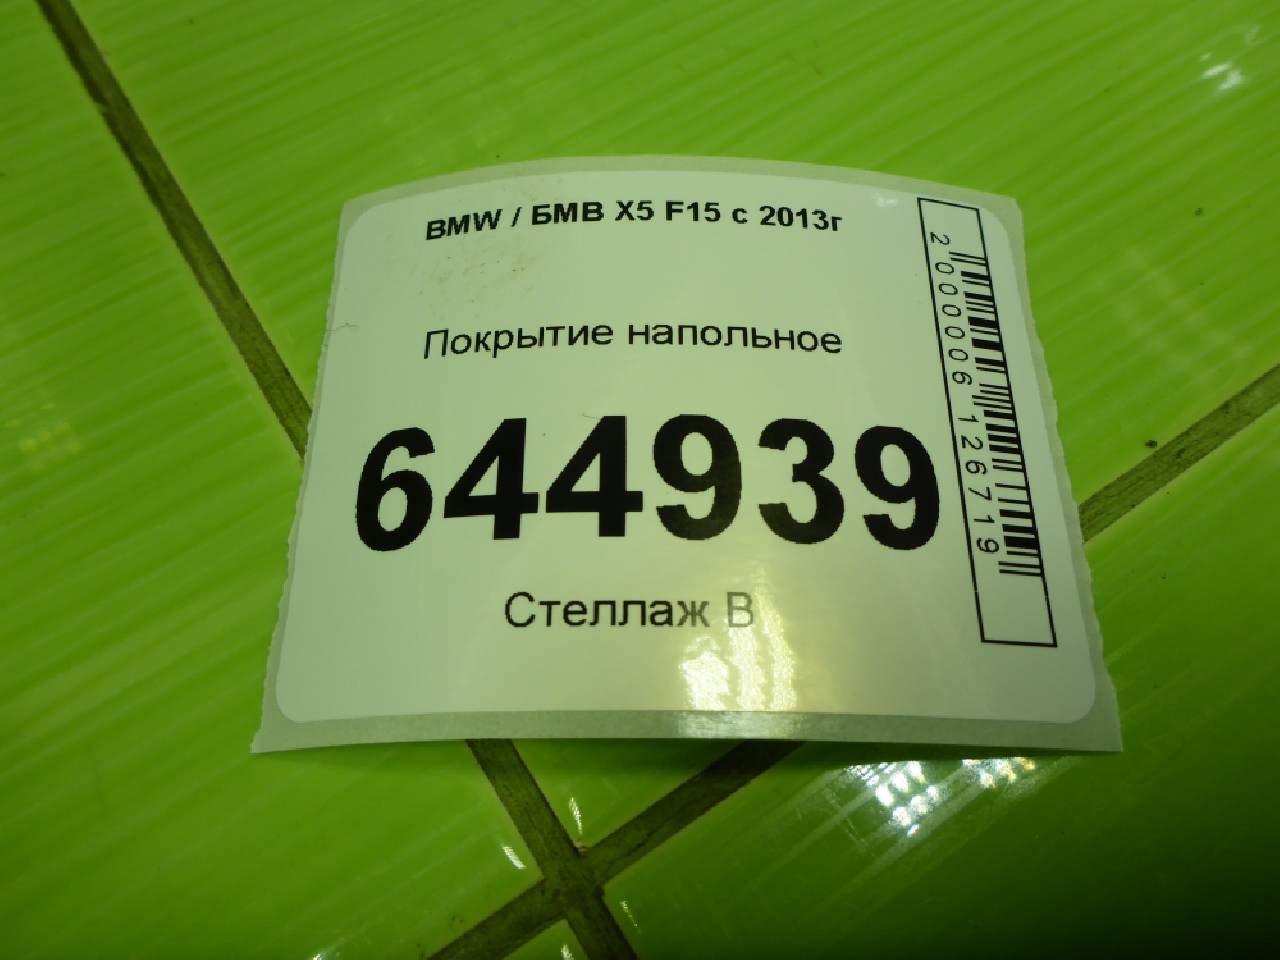 BMW / БМВ X5 F15 с 2013г
Покрытие напольное
644939
Стеллаж В
2000006126719